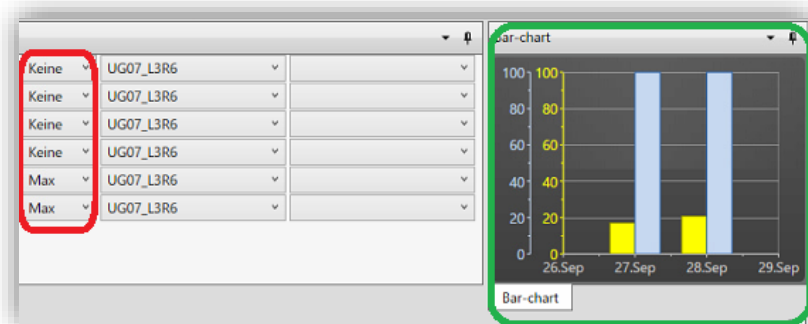 Keine UG07_L3R6
Keine UG07_L3R6
Keine UG07_L3R6
Keine UG07_L3R6
Max UG07_L3R6
Max UG07_L3R6
Bar-chart
100 100
80 80
60 60
40 40
20 20
0 0
26.Sep 27.Sep 28.Sep 29.Sep
Bar-chart